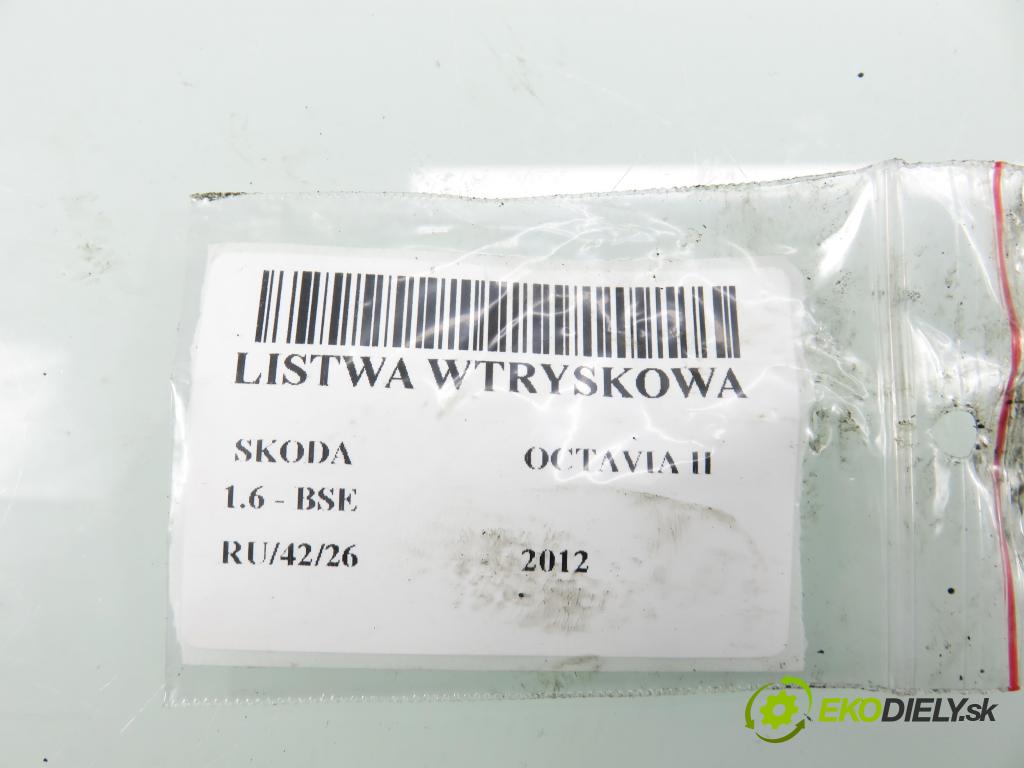 LISTWA WTRYSKOWA
SKODA OCTAVIA II
1.6 - BSE
RU/42/26 2012
EKODIELY.sk